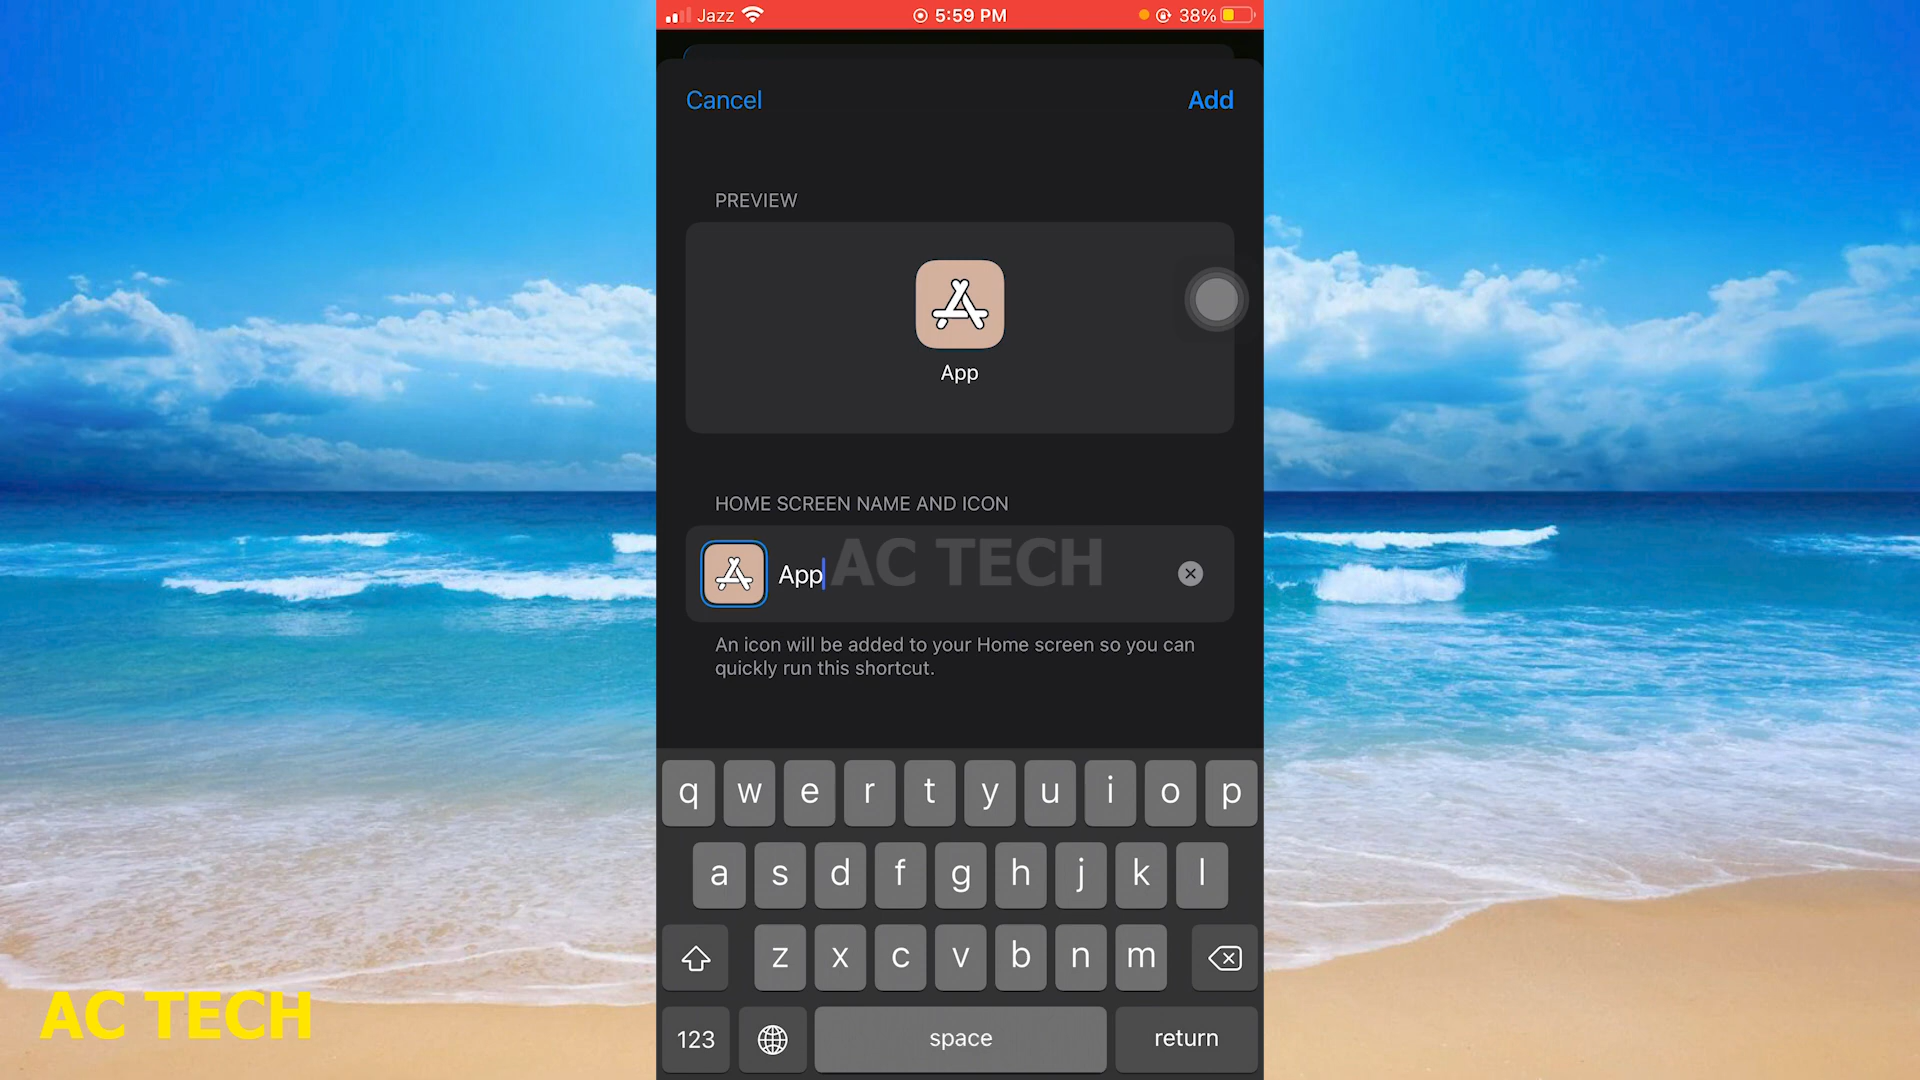 Jazz 5:59 PM 38%
Cancel Add
PREVIEW
App
HOME SCREEN NAME AND ICON
App
AC TECH
An icon will be added to your Home screen so you can
quickly run this shortcut.
q w e r t y u i o p
a s d f g h j k l
z x c v b n m
123 space return
AC TECH